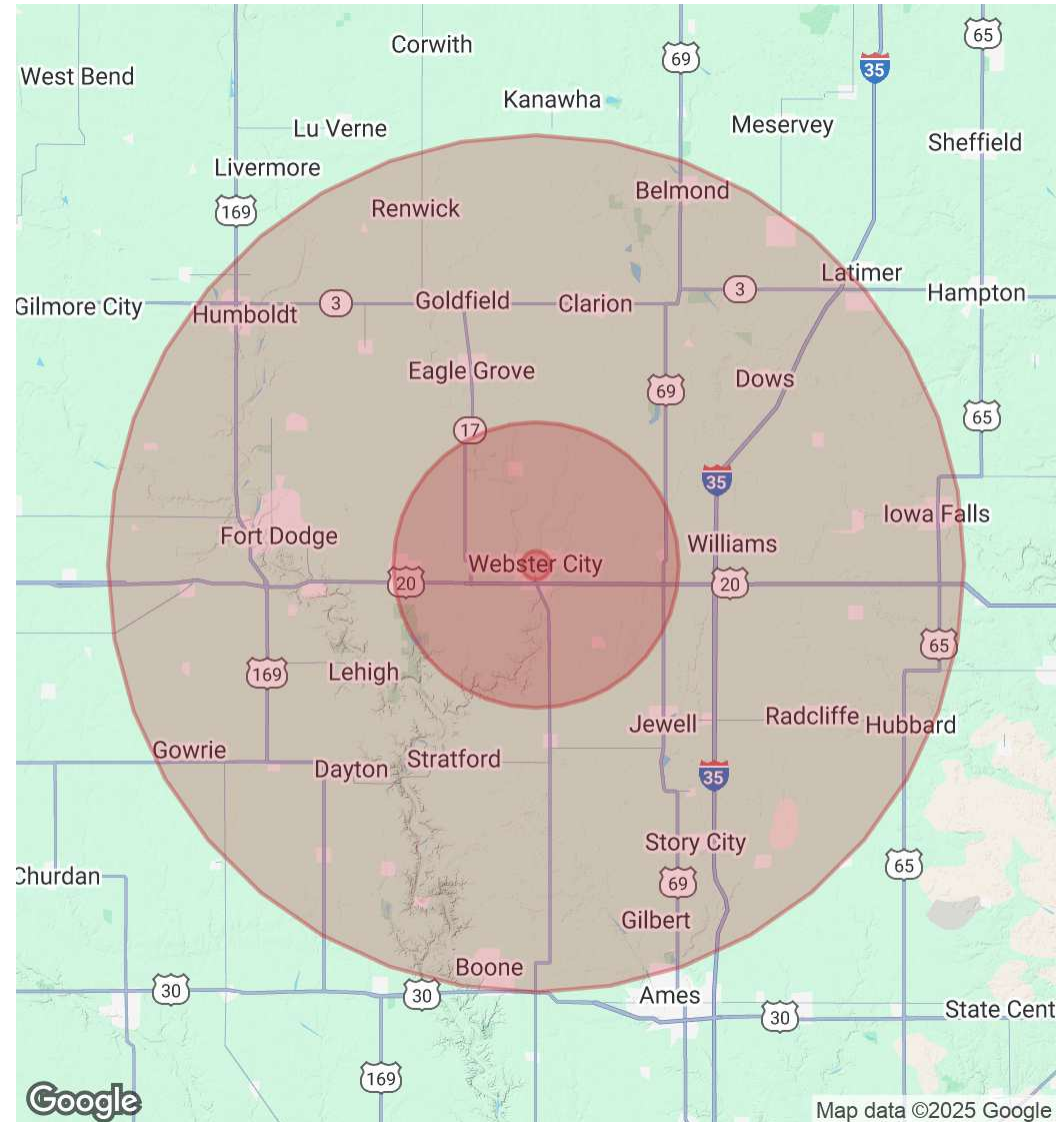 65
Corwith
69
35
West Bend
Kanawha
Lu Verne
Meservey
Sheffield
Livermore
Belmond
169
Renwick
Latimer
3
Hampton
Gilmore City
3
Goldfield
Clarion
Humboldt
Eagle Grove
Dows
69
65
17
35
Iowa Falls
Fort Dodge
Williams
Webster City
20
20
65
Lehigh
169
Radcliffe
Jewell
Hubbard
Gowrie
Stratford
Dayton
35
Story City
65
Churdan
69
Gilbert
Boone
30
30
Ames
State Cent
30
169
Google
Map data ©2025 Google